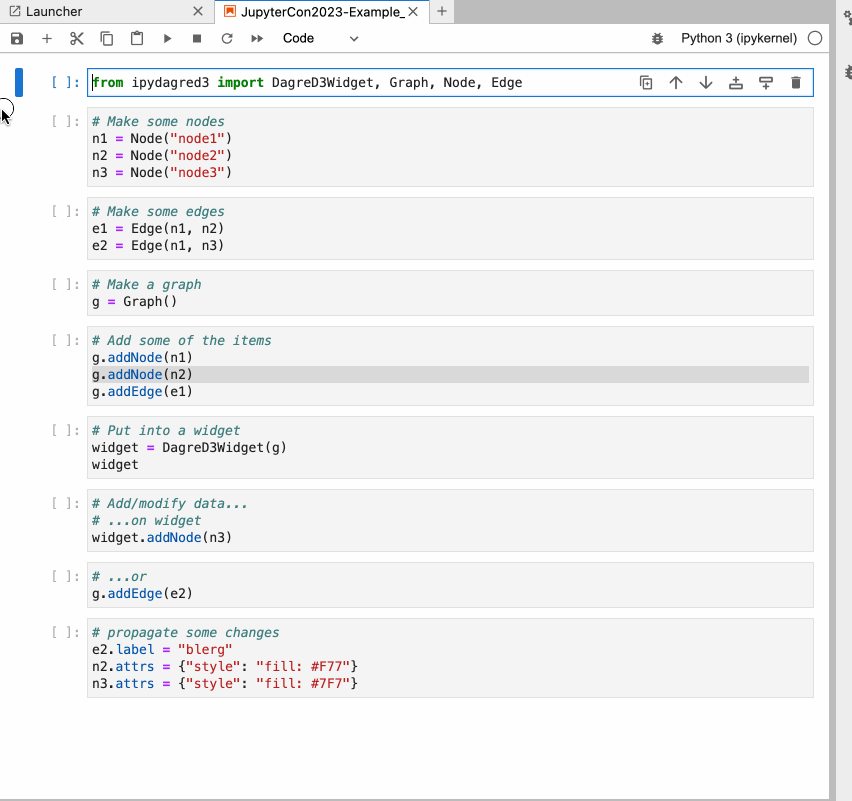 Launcher
JupyterCon2023-Example_
Code
Python 3 (ipykernel)
[ ]: from ipydagred3 import DagreD3Widget, Graph, Node, Edge
[ ]: # Make some nodes
n1 = Node("node1")
n2 = Node("node2")
n3 = Node("node3")
[ ]: # Make some edges
e1 = Edge(n1, n2)
e2 = Edge(n1, n3)
[ ]: # Make a graph
g = Graph()
[ ]: # Add some of the items
g.addNode(n1)
g.addNode(n2)
g.addEdge(e1)
[ ]: # Put into a widget
widget = DagreD3Widget(g)
widget
[ ]: # Add/modify data...
# ...on widget
widget.addNode(n3)
[ ]: # ...or
g.addEdge(e2)
[ ]: # propagate some changes
e2.label = "blerg"
n2.attrs = {"style": "fill: #F77"}
n3.attrs = {"style": "fill: #7F7"}